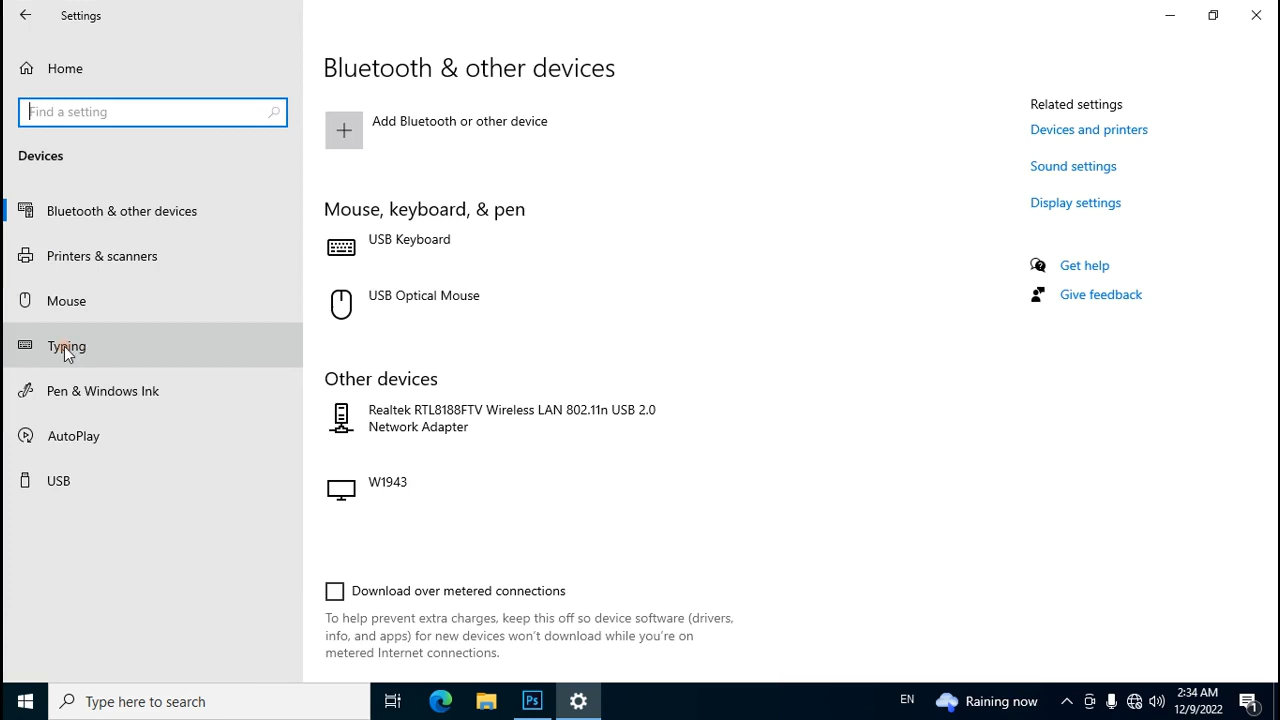 Settings
Home
Find a setting
Devices
Bluetooth & other devices
Printers & scanners
Mouse
Typing
Pen & Windows Ink
AutoPlay
USB
Bluetooth & other devices
Add Bluetooth or other device
Mouse, keyboard, & pen
USB Keyboard
USB Optical Mouse
Other devices
Realtek RTL8188FTV Wireless LAN 802.11n USB 2.0
Network Adapter
W1943
Download over metered connections
To help prevent extra charges, keep this off so device software (drivers,
info, and apps) for new devices won't download while you're on
metered Internet connections.
Related settings
Devices and printers
Sound settings
Display settings
Get help
Give feedback
Type here to search
Ps
EN
Raining now
2:34 AM
12/9/2022
1